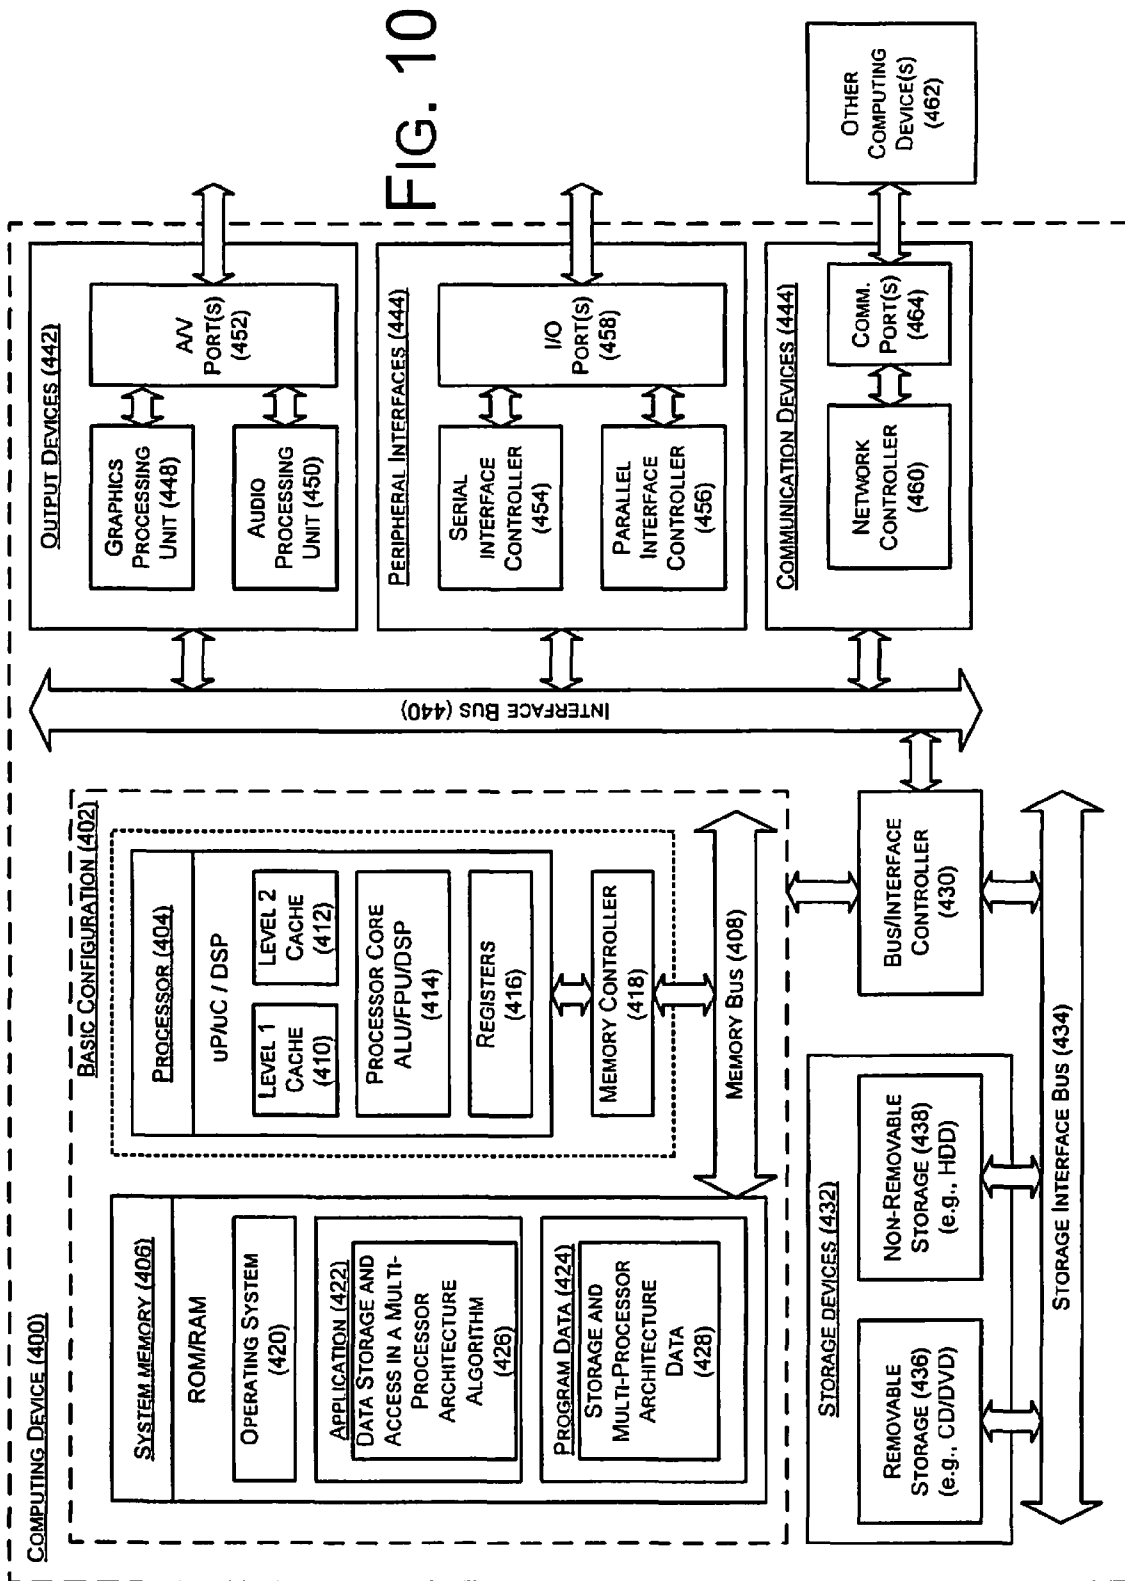 COMPUTING DEVICE (400)
BASIC CONFIGURATION (402)
SYSTEM MEMORY (406)
ROM/RAM
OPERATING SYSTEM
(420)
APPLICATION (422)
DATA STORAGE AND
ACCESS IN A MULTI-
PROCESSOR
ARCHITECTURE
ALGORITHM
(426)
PROGRAM DATA (424)
STORAGE AND
MULTI-PROCESSOR
ARCHITECTURE
DATA
(428)
PROCESSOR (404)
uP/uC / DSP
LEVEL 1
CACHE
(410)
LEVEL 2
CACHE
(412)
PROCESSOR CORE
ALU/FPU/DSP
(414)
REGISTERS
(416)
MEMORY CONTROLLER
(418)
MEMORY BUS (408)
BUS/INTERFACE
CONTROLLER
(430)
STORAGE DEVICES (432)
REMOVABLE
STORAGE (436)
(e.g., CD/DVD)
NON-REMOVABLE
STORAGE (438)
(e.g., HDD)
STORAGE INTERFACE BUS (434)
INTERFACE BUS (440)
OUTPUT DEVICES (442)
GRAPHICS
PROCESSING
UNIT (448)
AUDIO
PROCESSING
UNIT (450)
A/V
PORT(S)
(452)
PERIPHERAL INTERFACES (444)
SERIAL
INTERFACE
CONTROLLER
(454)
PARALLEL
INTERFACE
CONTROLLER
(456)
I/O
PORT(S)
(458)
COMMUNICATION DEVICES (444)
NETWORK
CONTROLLER
(460)
COMM.
PORT(S)
(464)
OTHER
COMPUTING
DEVICE(S)
(462)
FIG. 10